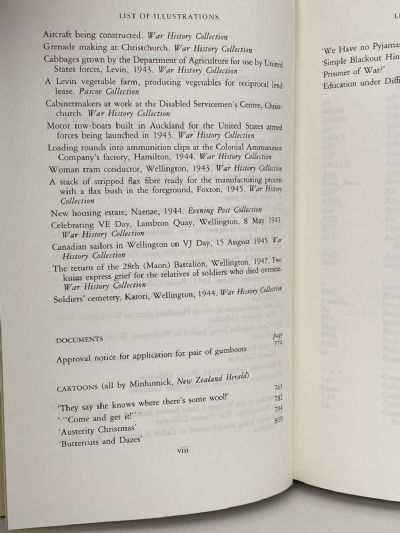 LIST OF ILLUSTRATIONS
Aircraft being constructed. War History Collection
Grenade making at Christchurch. War History Collection
Cabbages grown by the Department of Agriculture for use by United
States forces, Levin, 1943. War History Collection
A Levin vegetable farm, producing vegetables for reciprocal lend
lease. Pascoe Collection
Cabinetmakers at work at the Disabled Servicemen's Centre, Christ-
church. War History Collection
Motor tow-boats built in Auckland for the United States armed
forces being launched in 1943. War History Collection
Loading rounds into ammunition clips at the Colonial Ammunition
Company's factory, Hamilton, 1944. War History Collection
Woman tram conductor, Wellington, 1943. War History Collection
A stack of stripped flax fibre ready for the manufacturing process
with a flax bush in the foreground, Foxton, 1945. War History
Collection
New housing estate, Naenae, 1944. Evening Post Collection
Celebrating VE Day, Lambton Quay, Wellington, 8 May 1945.
War History Collection
Canadian sailors in Wellington on VJ Day, 15 August 1945. War
History Collection
The return of the 28th (Maori) Battalion, Wellington, 1947. Two
kuias express grief for the relatives of soldiers who died overseas.
War History Collection
Soldiers' cemetery, Karori, Wellington, 1944. War History Collection
DOCUMENTS
page
Approval notice for application for pair of gumboots 774
CARTOONS (all by Minhinnick, New Zealand Herald)
'They say she knows where there's some wool!' 763
'"Come and get it!"' 782
'Austerity Christmas' 794
'Buttercuts and Dazes' 819
viii
LI
'We Have no Pyjamas
'Simple Blackout Hin
'Prisoner of War?'
'Education under Diffi